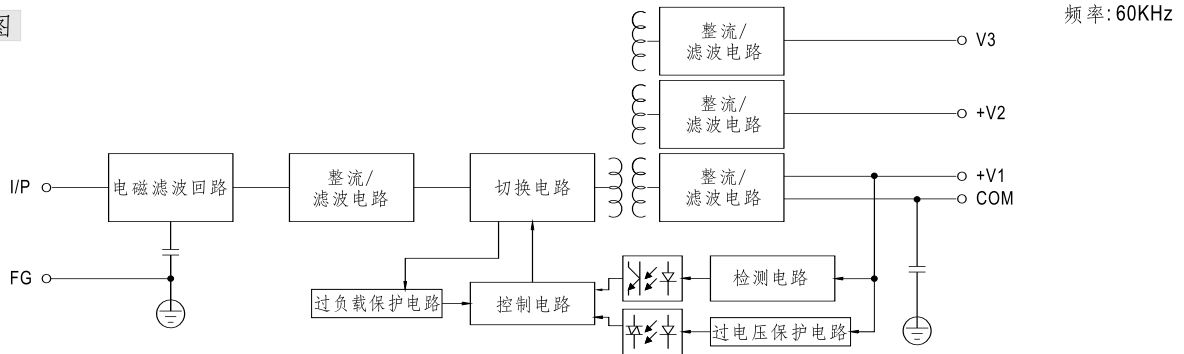 图
频率:60KHz
整流/
滤波电路
V3
整流/
滤波电路
+V2
I/P
电磁滤波回路
整流/
滤波电路
切换电路
整流/
滤波电路
+V1
COM
FG
过负载保护电路
控制电路
检测电路
过电压保护电路